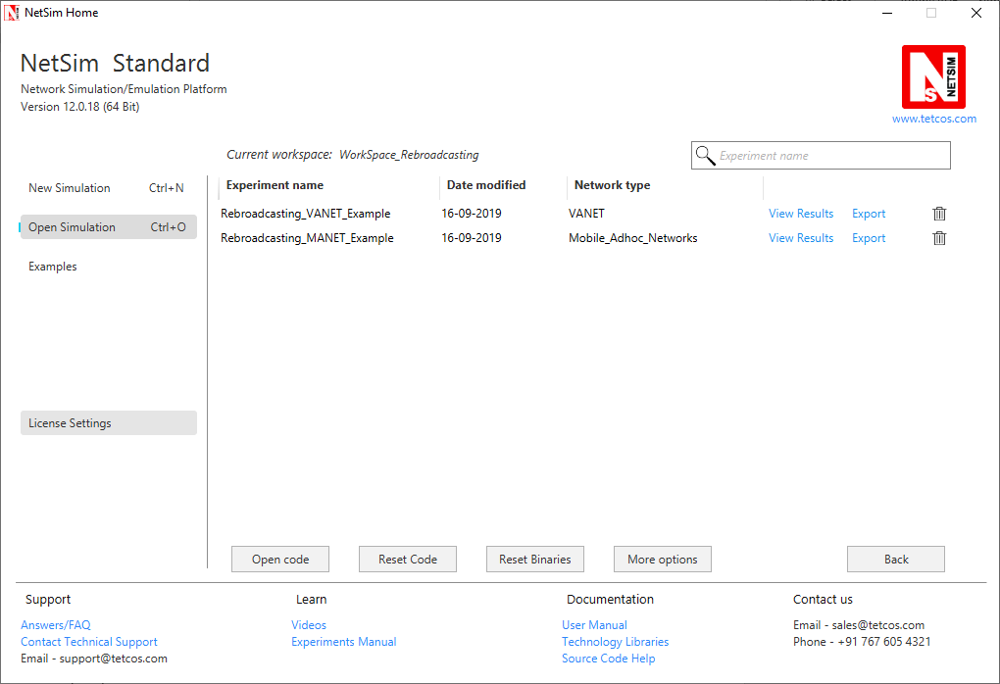 NetSim Home
NetSim Standard
Network Simulation/Emulation Platform
Version 12.0.18 (64 Bit)
NS NETSIM
www.tetcos.com
Current workspace: WorkSpace_Rebroadcasting
Experiment name
New Simulation Ctrl+N
Open Simulation Ctrl+O
Examples
License Settings
Experiment name Date modified Network type
Rebroadcasting_VANET_Example 16-09-2019 VANET View Results Export
Rebroadcasting_MANET_Example 16-09-2019 Mobile_Adhoc_Networks View Results Export
Open code Reset Code Reset Binaries More options Back
Support
Answers/FAQ
Contact Technical Support
Email - support@tetcos.com
Learn
Videos
Experiments Manual
Documentation
User Manual
Technology Libraries
Source Code Help
Contact us
Email - sales@tetcos.com
Phone - +91 767 605 4321